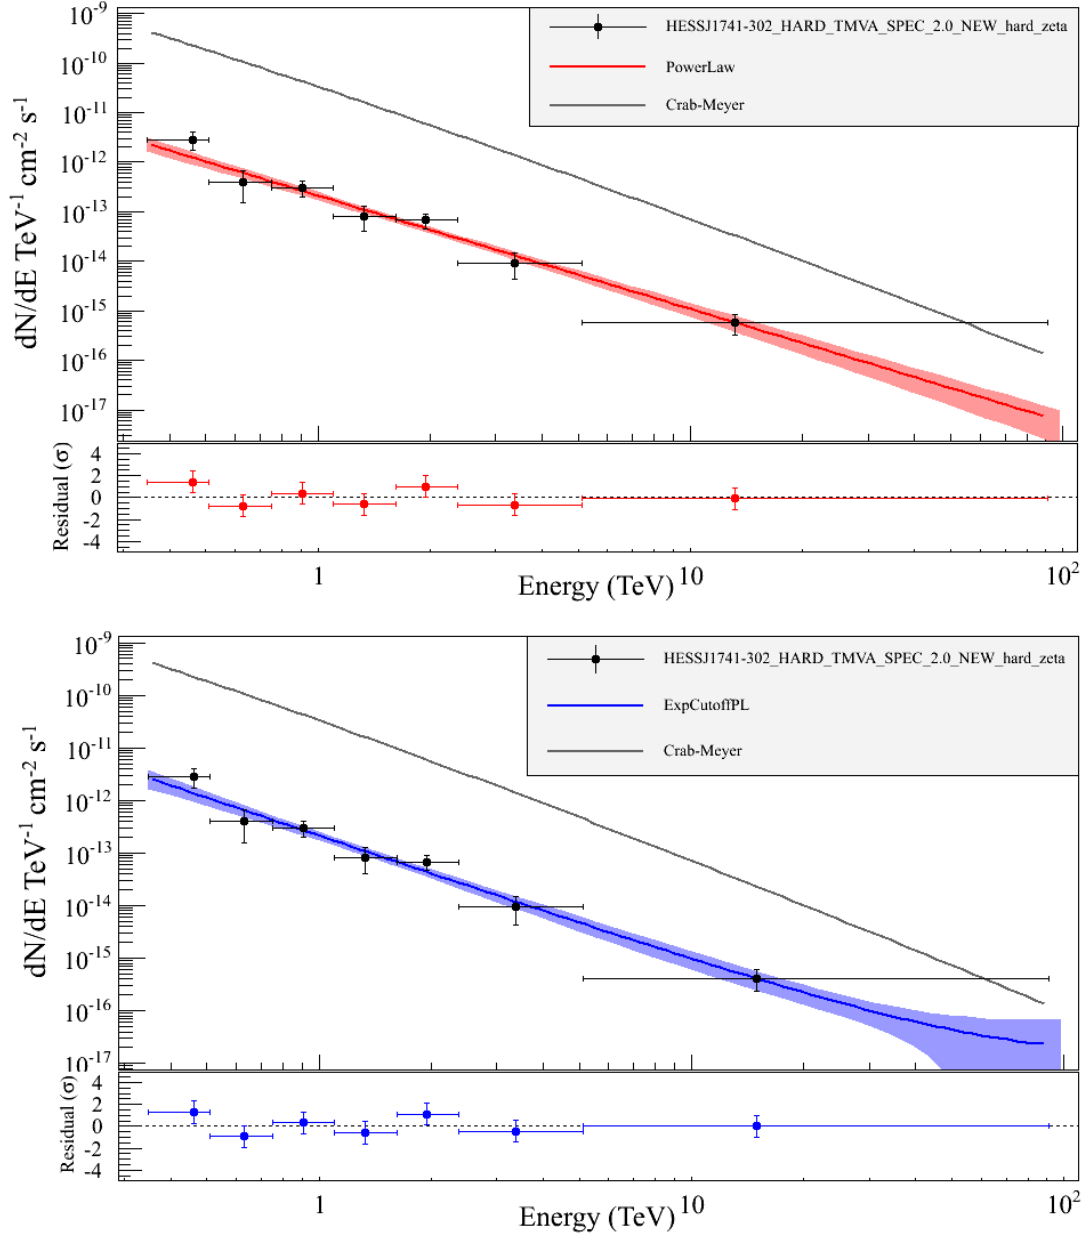 10⁻⁹
10⁻¹⁰
10⁻¹¹
10⁻¹²
10⁻¹³
10⁻¹⁴
10⁻¹⁵
10⁻¹⁶
10⁻¹⁷
dN/dE TeV⁻¹ cm⁻² s⁻¹
HESSJ1741-302_HARD_TMVA_SPEC_2.0_NEW_hard_zeta
PowerLaw
Crab-Meyer
Residual (σ)
4
2
0
-2
-4
1
10
10²
Energy (TeV)
10⁻⁹
10⁻¹⁰
10⁻¹¹
10⁻¹²
10⁻¹³
10⁻¹⁴
10⁻¹⁵
10⁻¹⁶
10⁻¹⁷
dN/dE TeV⁻¹ cm⁻² s⁻¹
HESSJ1741-302_HARD_TMVA_SPEC_2.0_NEW_hard_zeta
ExpCutoffPL
Crab-Meyer
Residual (σ)
4
2
0
-2
-4
1
10
10²
Energy (TeV)